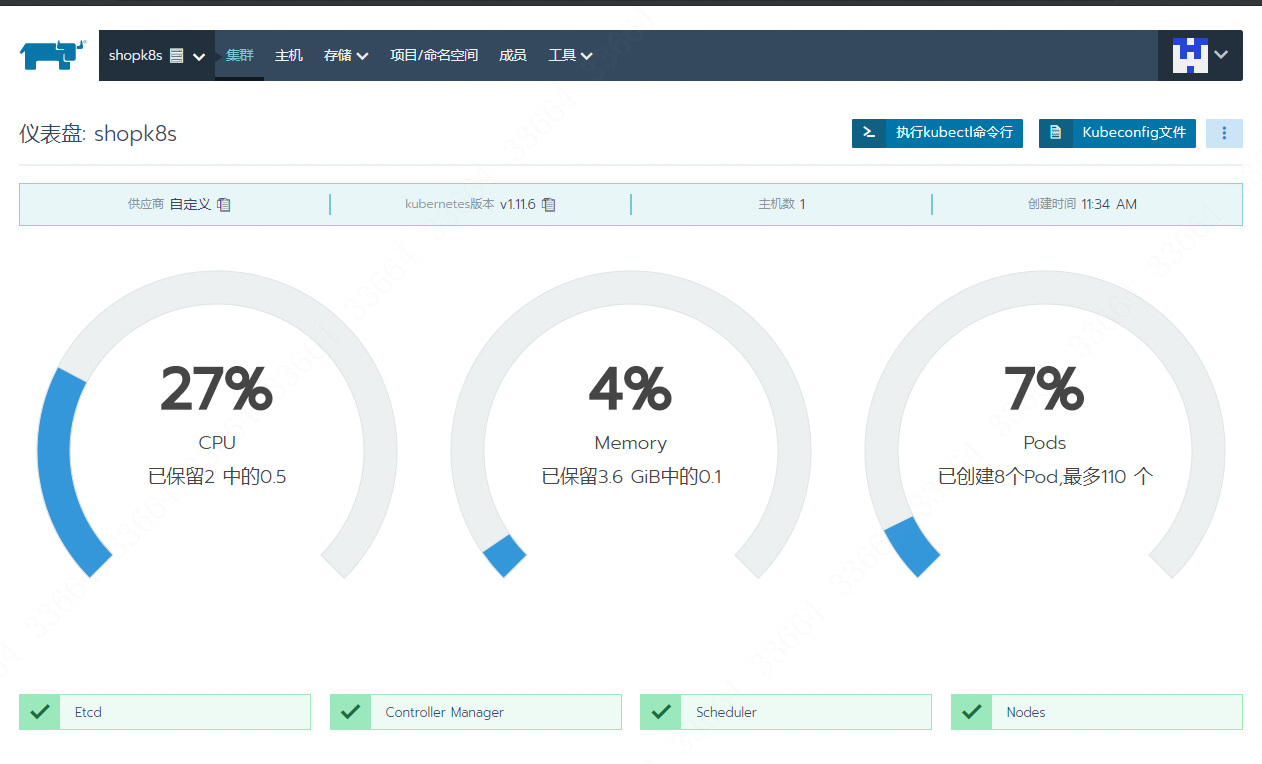 shopk8s 集群 主机 存储 项目/命名空间 成员 工具
仪表盘: shopk8s
执行kubectl命令行 Kubeconfig文件
供应商 自定义 kubernetes版本 v1.11.6 主机数 1 创建时间 11:34 AM
27% 4% 7%
CPU Memory Pods
已保留2 中的0.5 已保留3.6 GiB中的0.1 已创建8个Pod,最多110 个
Etcd Controller Manager Scheduler Nodes
33664